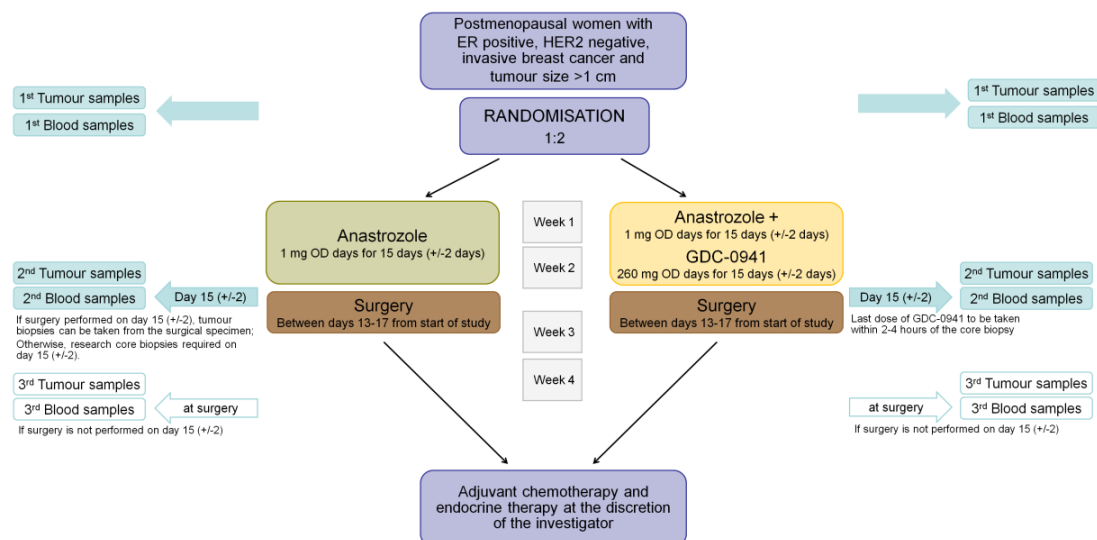 Postmenopausal women with
ER positive, HER2 negative,
invasive breast cancer and
tumour size >1 cm
1st Tumour samples
1st Blood samples
RANDOMISATION
1:2
1st Tumour samples
1st Blood samples
Anastrozole
1 mg OD days for 15 days (+/-2 days)
Week 1
Week 2
Anastrozole +
1 mg OD days for 15 days (+/-2 days)
GDC-0941
260 mg OD days for 15 days (+/-2 days)
2nd Tumour samples
2nd Blood samples
Day 15 (+/-2)
If surgery performed on day 15 (+/-), tumour
biopsies can be taken from the surgical specimen;
Otherwise, research core biopsies required on
day 15 (+/-2).
Surgery
Between days 13-17 from start of study
Week 3
Week 4
Surgery
Between days 13-17 from start of study
Day 15 (+/-2)
2nd Tumour samples
2nd Blood samples
Last dose of GDC-0941 to be taken
within 2-4 hours of the core biopsy
3rd Tumour samples
3rd Blood samples
at surgery
If surgery is not performed on day 15 (+/-2)
at surgery
3rd Tumour samples
3rd Blood samples
If surgery is not performed on day 15 (+/-2)
Adjuvant chemotherapy and
endocrine therapy at the discretion
of the investigator